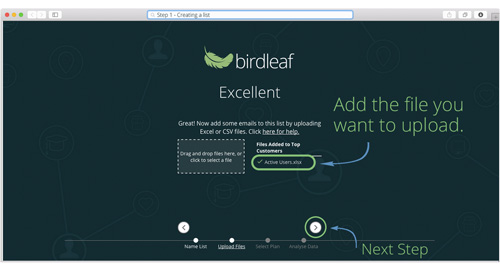 Step 1 - Creating a list
birdleaf
Excellent
Great! Now add some emails to this list by uploading
Excel or CSV files. Click here for help.
Drag and drop files here, or
click to select a file
Files Added to Top
Customers
Active Users.xlsx
Add the file you
want to upload.
Name List
Upload Files
Select Plan
Analyse Data
Next Step